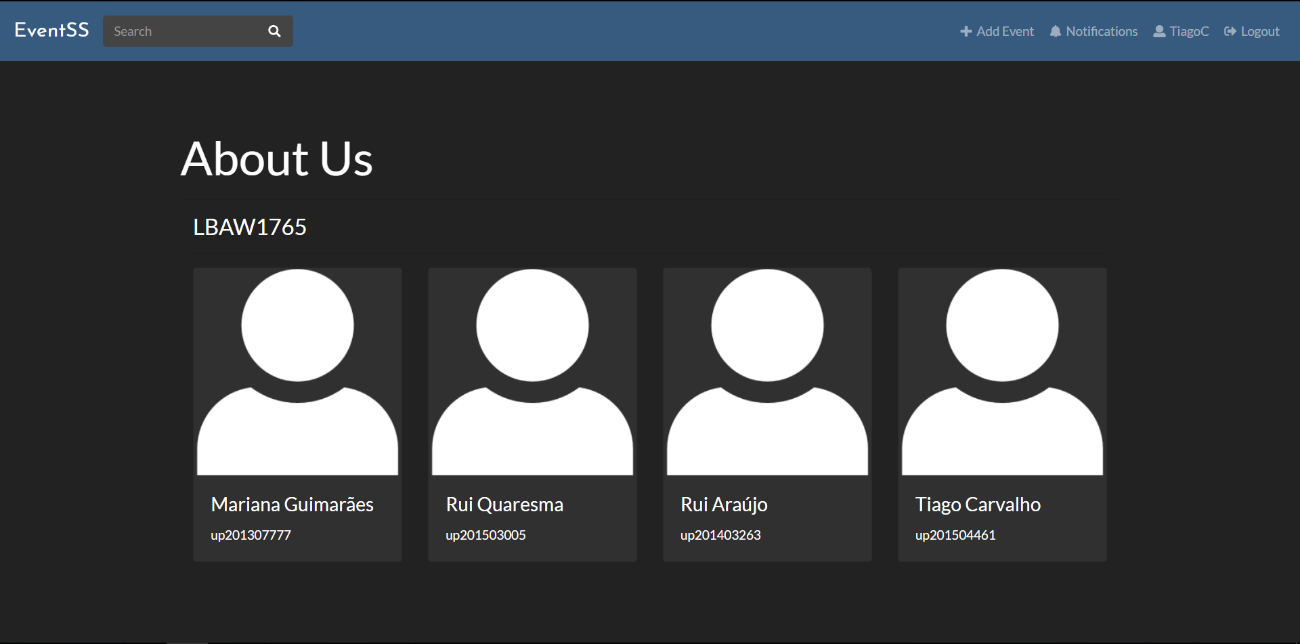 EventSS Search Add Event Notifications TiagoC Logout
About Us
LBAW1765
Mariana Guimarães Rui Quaresma Rui Araújo Tiago Carvalho
up201307777 up201503005 up201403263 up201504461